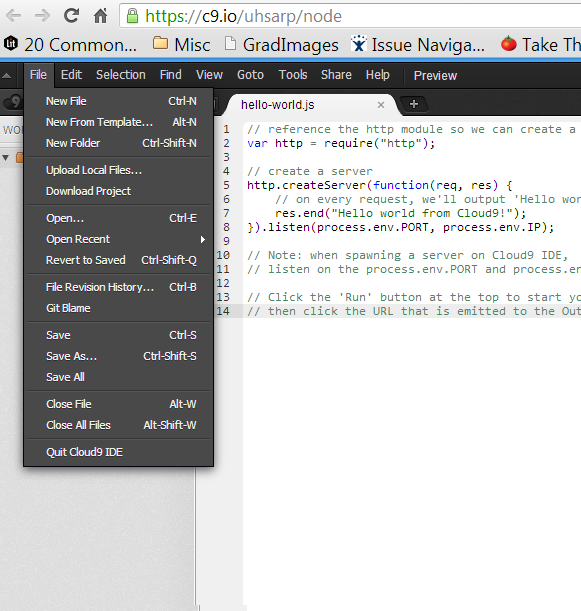 https://c9.io/uhsarp/node
lit 20 Common... Misc GradImages Issue Naviga... Take Th
File Edit Selection Find View Goto Tools Share Help Preview
hello-world.js × +
WO
New File Ctrl-N
New From Template... Alt-N
New Folder Ctrl-Shift-N
Upload Local Files...
Download Project
Open... Ctrl-E
Open Recent
Revert to Saved Ctrl-Shift-Q
File Revision History... Ctrl-B
Git Blame
Save Ctrl-S
Save As... Ctrl-Shift-S
Save All
Close File Alt-W
Close All Files Alt-Shift-W
Quit Cloud9 IDE
1 // reference the http module so we can create a
2 var http = require("http");
3
4 // create a server
5 http.createServer(function(req, res) {
6 // on every request, we'll output 'Hello wor
7 res.end("Hello world from Cloud9!");
8 }).listen(process.env.PORT, process.env.IP);
9
10 // Note: when spawning a server on Cloud9 IDE,
11 // listen on the process.env.PORT and process.en
12
13 // Click the 'Run' button at the top to start yo
14 // then click the URL that is emitted to the Out